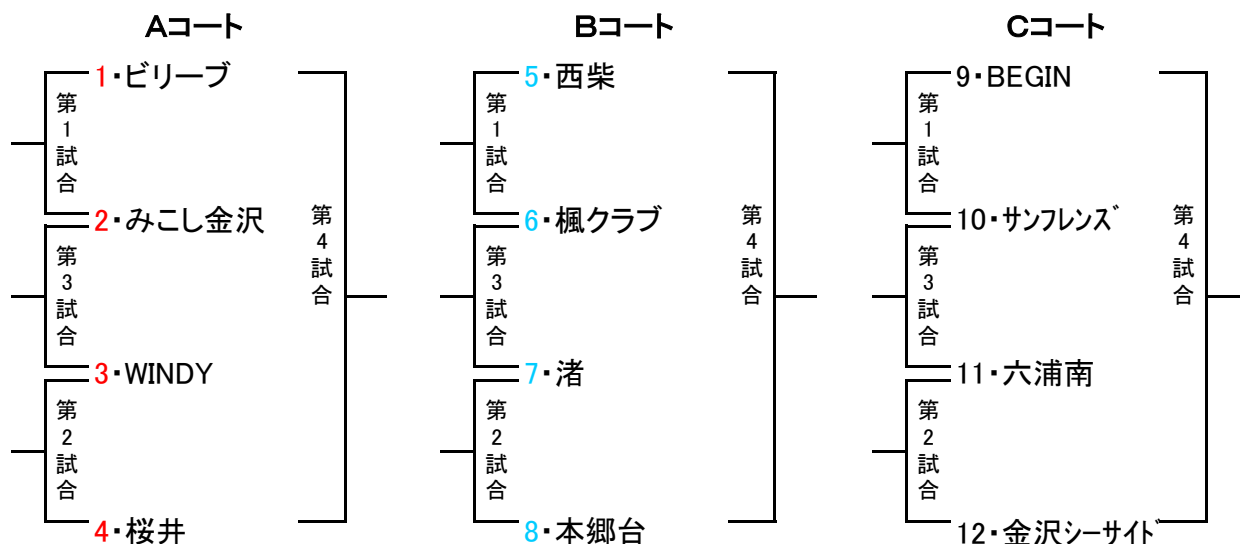 Aコート
1・ビリーブ
第1試合
2・みこし金沢
第3試合
3・WINDY
第2試合
4・桜井
第4試合
Bコート
5・西柴
第1試合
6・楓クラブ
第3試合
7・渚
第2試合
8・本郷台
第4試合
Cコート
9・BEGIN
第1試合
10・サンフレンズ
第3試合
11・六浦南
第2試合
12・金沢シーサイド
第4試合